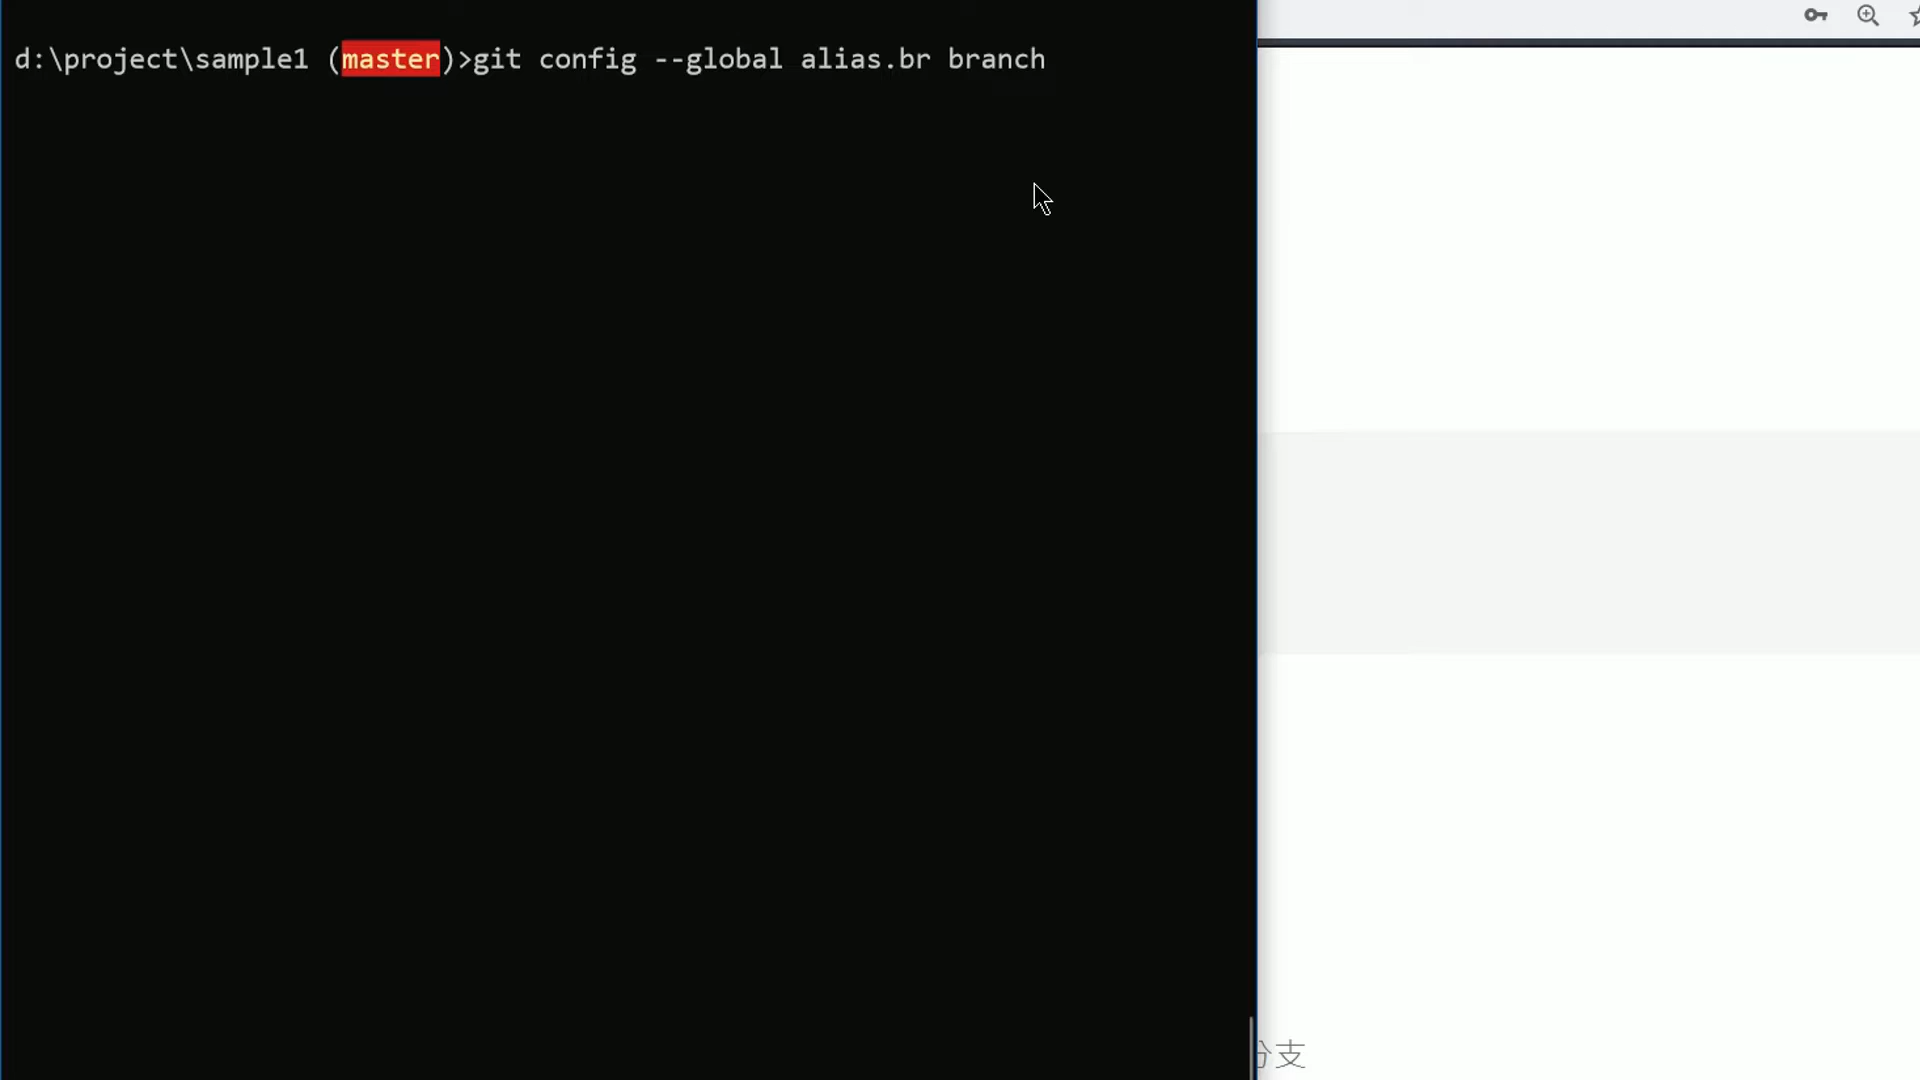 d:\project\sample1 (master)>git config --global alias.br branch
分支